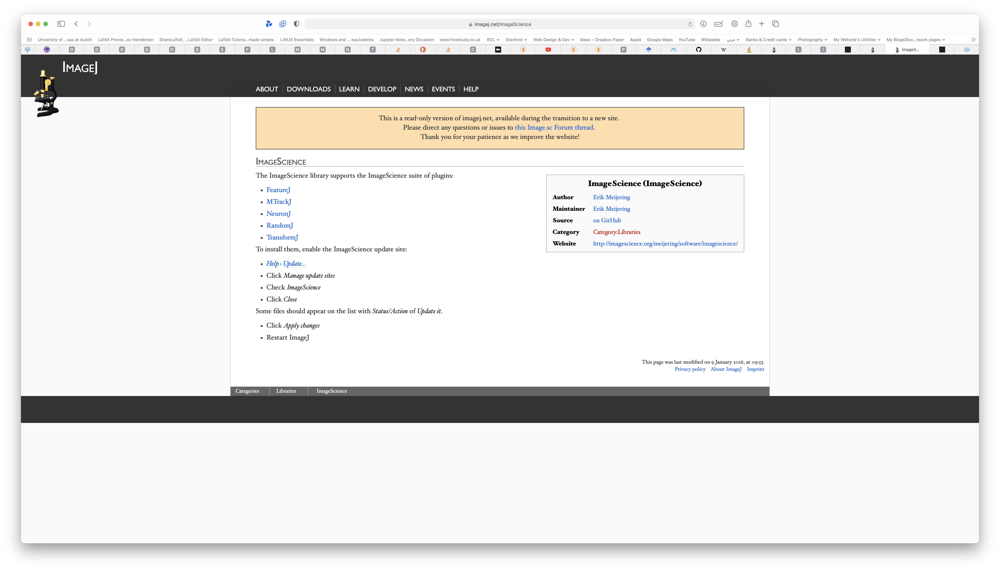 imagej.net/ImageScience
University of ...xas at Austin
LaTeX Previe...oy Henderson
ShareLaTeX, ...LaTeX Editor
LaTeX-Tutoria...made simple.
LINUX Essentials
Windows and ... equivalents
Jupyter Note...ery Occasion
www.freestudy.co.uk
RDL
Stanford
Web Design & Dev
ideas – Dropbox Paper
Apple
Google Maps
YouTube
Wikipedia
عربي
Banks & Credit cards
Photography
My Website's Utilities
My Blogs/Soc...twork pages
D D D D D D E F L M M N T C P W I I ImageS...
ImageJ
ABOUT DOWNLOADS LEARN DEVELOP NEWS EVENTS HELP
This is a read-only version of imagej.net, available during the transition to a new site.
Please direct any questions or issues to this Image.sc Forum thread.
Thank you for your patience as we improve the website!
ImageScience
The ImageScience library supports the ImageScience suite of plugins:
• FeatureJ
• MTrackJ
• NeuronJ
• RandomJ
• TransformJ
To install them, enable the ImageScience update site:
• Help › Update...
• Click Manage update sites
• Check ImageScience
• Click Close
Some files should appear on the list with Status/Action of Update it.
• Click Apply changes
• Restart ImageJ
ImageScience (ImageScience)
Author Erik Meijering
Maintainer Erik Meijering
Source on GitHub
Category Category:Libraries
Website http://imagescience.org/meijering/software/imagescience/
This page was last modified on 9 January 2016, at 09:53.
Privacy policy About ImageJ Imprint
Categories Libraries ImageScience